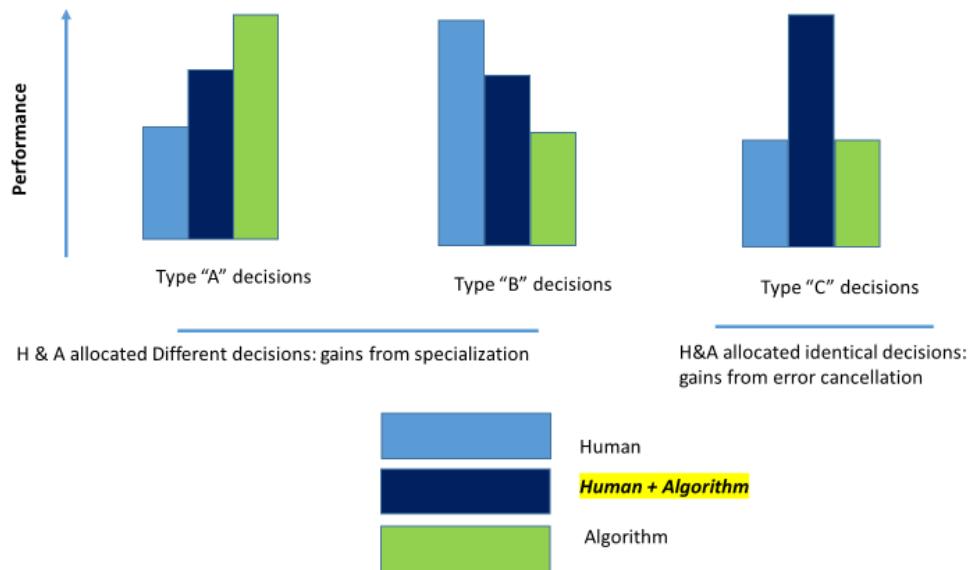 Performance
Type “A” decisions
Type “B” decisions
Type “C” decisions
H & A allocated Different decisions: gains from specialization
H&A allocated identical decisions:
gains from error cancellation
Human
Human + Algorithm
Algorithm